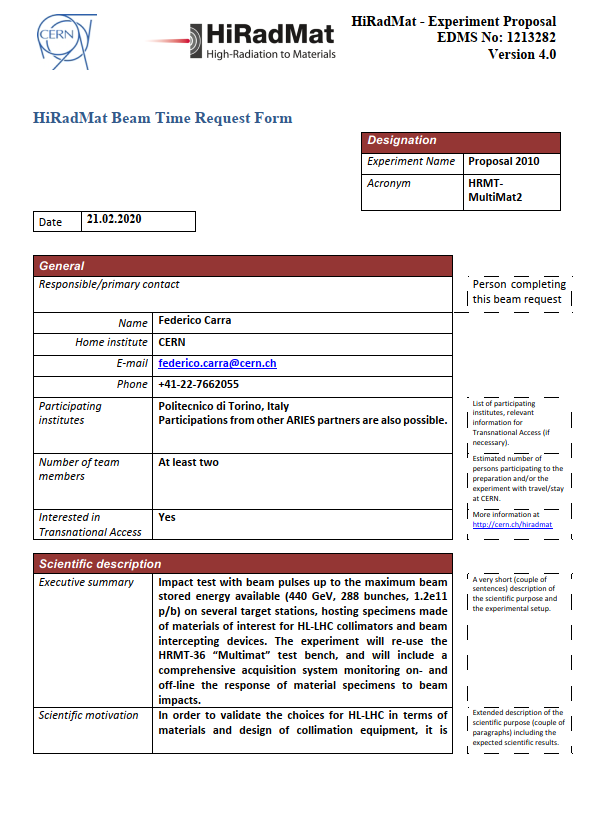 CERN
HiRadMat
High-Radiation to Materials
HiRadMat - Experiment Proposal
EDMS No: 1213282
Version 4.0
HiRadMat Beam Time Request Form
Designation
Experiment Name Proposal 2010
Acronym HRMT-
MultiMat2
Date 21.02.2020
General
Responsible/primary contact
Person completing
this beam request
Name Federico Carra
Home institute CERN
E-mail federico.carra@cern.ch
Phone +41-22-7662055
Participating Politecnico di Torino, Italy
institutes Participations from other ARIES partners are also possible.
List of participating
institutes, relevant
information for
Transnational Access (if
necessary).
Number of team At least two
members
Estimated number of
persons participating to the
preparation and/or the
experiment with travel/stay
at CERN.
Interested in Yes
Transnational Access
More information at
http://cern.ch/hiradmat
Scientific description
Executive summary Impact test with beam pulses up to the maximum beam
stored energy available (440 GeV, 288 bunches, 1.2e11
p/b) on several target stations, hosting specimens made
of materials of interest for HL-LHC collimators and beam
intercepting devices. The experiment will re-use the
HRMT-36 “Multimat” test bench, and will include a
comprehensive acquisition system monitoring on- and
off-line the response of material specimens to beam
impacts.
A very short (couple of
sentences) description of
the scientific purpose and
the experimental setup.
Scientific motivation In order to validate the choices for HL-LHC in terms of
materials and design of collimation equipment, it is
Extended description of the
scientific purpose (couple of
paragraphs) including the
expected scientific results.